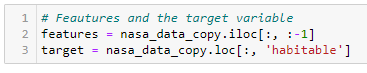 1 # Feautures and the target variable
2 features = nasa_data_copy.iloc[:, :-1]
3 target = nasa_data_copy.loc[:, 'habitable']